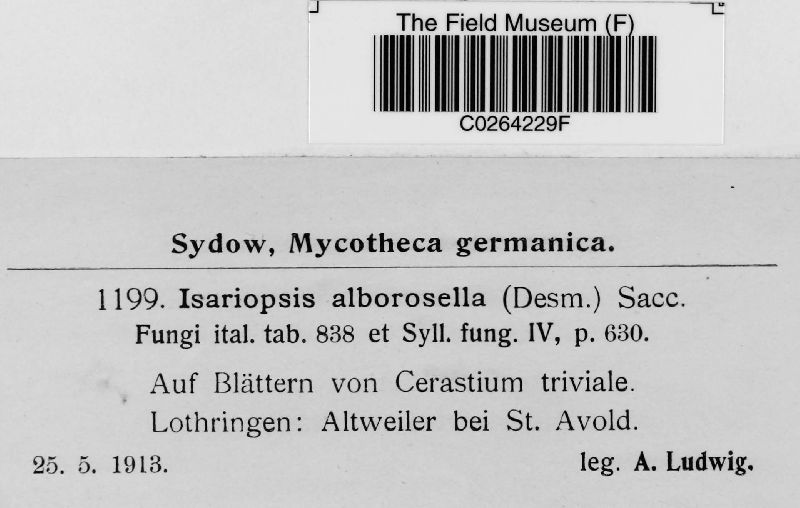 The Field Museum (F)
C0264229F
Sydow, Mycotheca germanica.
1199. Isariopsis alborosella (Desm.) Sacc.
Fungi ital. tab. 838 et Syll. fung. IV, p. 630.
Auf Blättern von Cerastium triviale.
Lothringen: Altweiler bei St. Avold.
25. 5. 1913. leg. A. Ludwig.